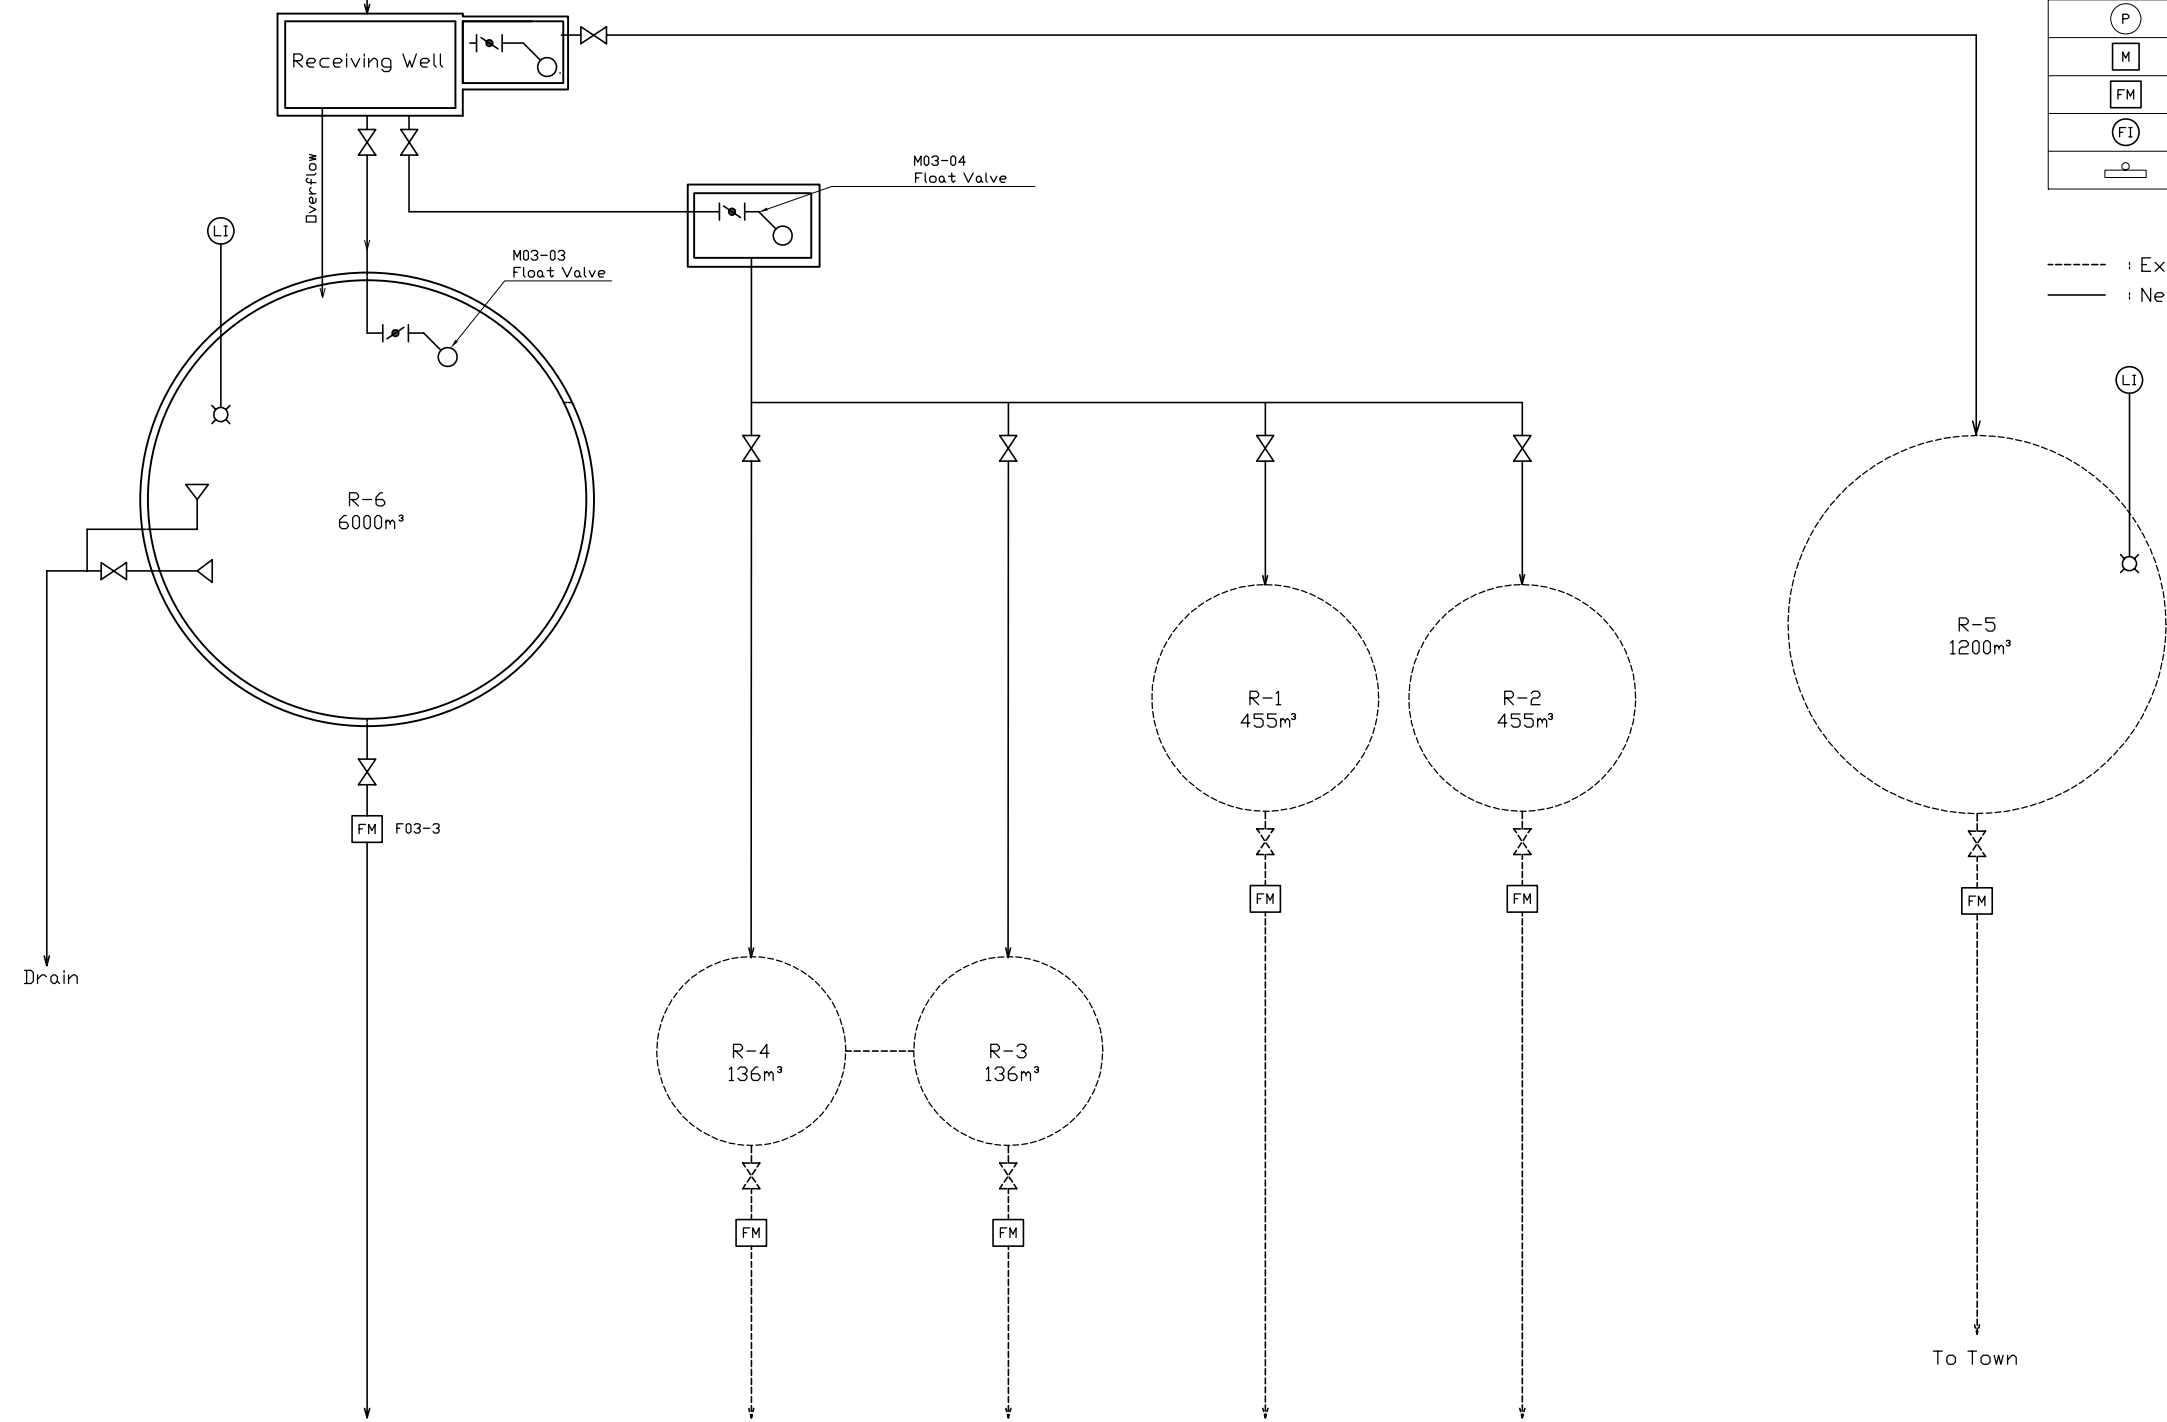 Receiving Well
P
M
FM
FI
Overflow
M03-04
Float Valve
LI
M03-03
Float Valve
: Ex
: Ne
LI
R-6
6000m³
R-5
1200m³
R-1
455m³
R-2
455m³
FM F03-3
FM
FM
FM
Drain
R-4
136m³
R-3
136m³
FM
FM
To Town